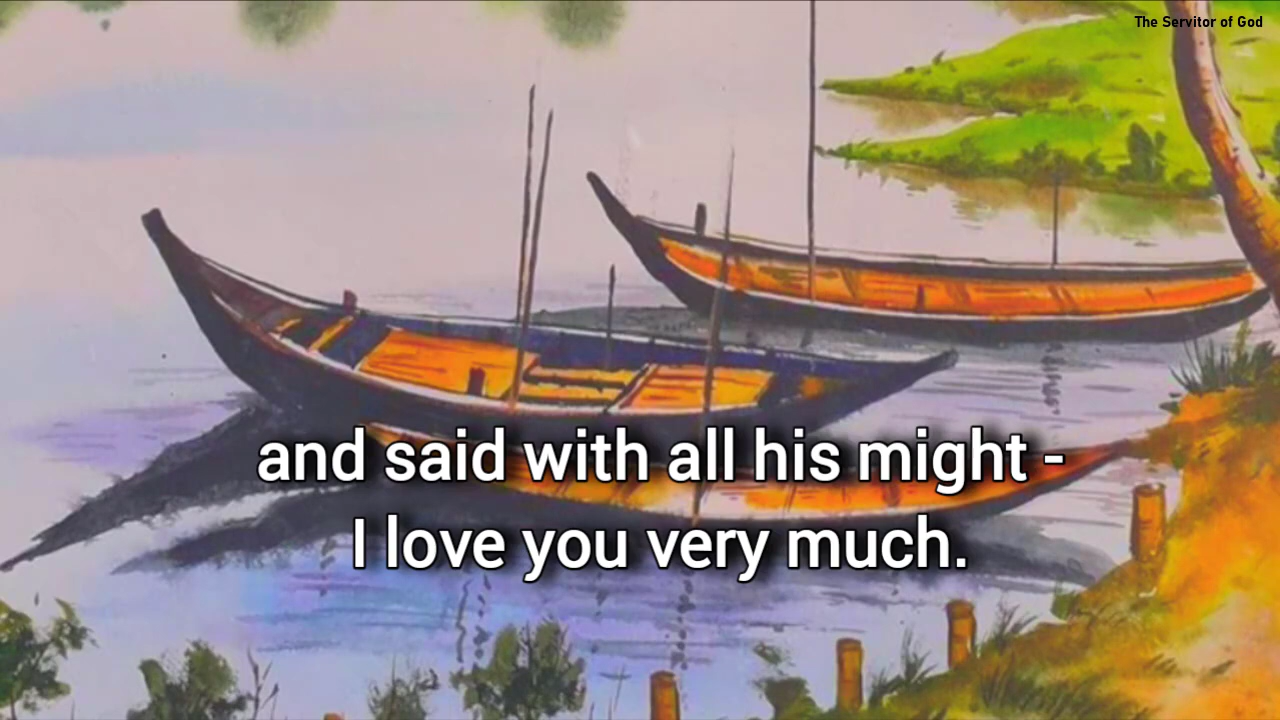 The Servitor of God
and said with all his might -
I love you very much.